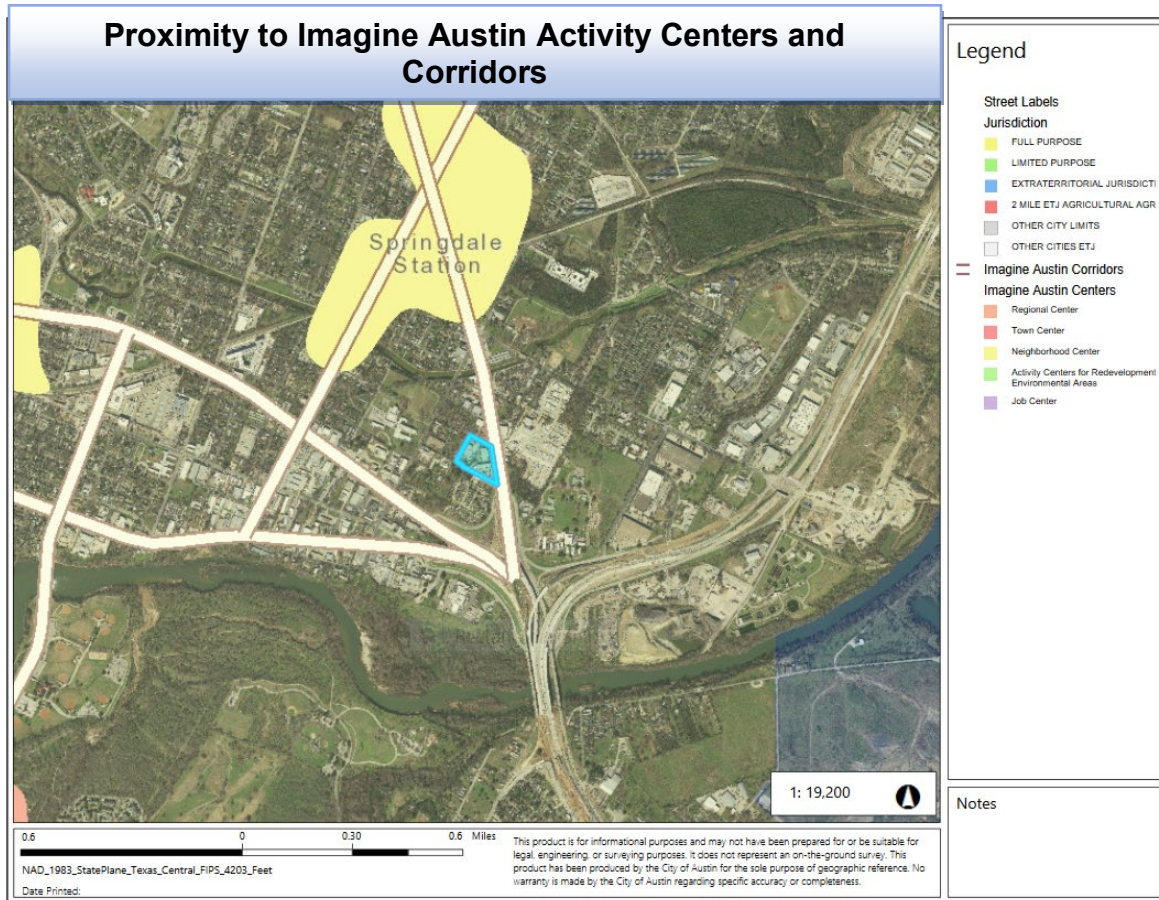 Proximity to Imagine Austin Activity Centers and
Corridors
Springdale
Station
1: 19,200
Legend
Street Labels
Jurisdiction
FULL PURPOSE
LIMITED PURPOSE
EXTRATERRITORIAL JURISDICTI
2 MILE ETJ AGRICULTURAL AGR
OTHER CITY LIMITS
OTHER CITIES ETJ
Imagine Austin Corridors
Imagine Austin Centers
Regional Center
Town Center
Neighborhood Center
Activity Centers for Redevelopment
Environmental Areas
Job Center
Notes
0.6 0 0.30 0.6 Miles
NAD_1983_StatePlane_Texas_Central_FIPS_4203_Feet
Date Printed:
This product is for informational purposes and may not have been prepared for or be suitable for
legal, engineering, or surveying purposes. It does not represent an on-the-ground survey. This
product has been produced by the City of Austin for the sole purpose of geographic reference. No
warranty is made by the City of Austin regarding specific accuracy or completeness.